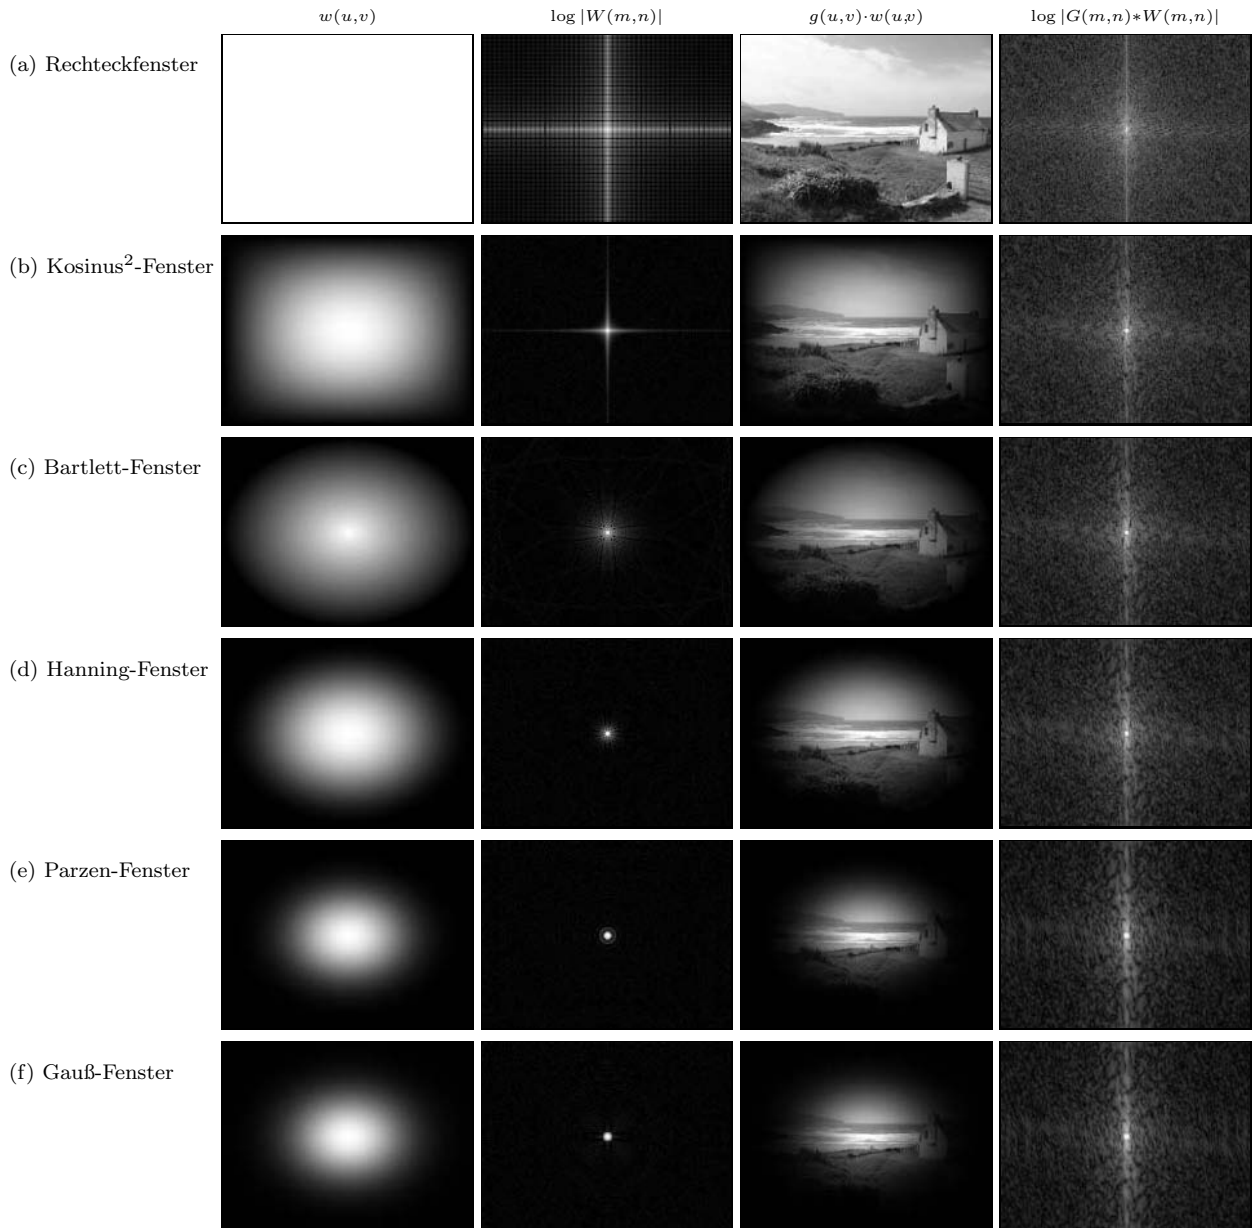 w(u,v) log |W(m,n)| g(u,v)·w(u,v) log |G(m,n)∗W(m,n)|
(a) Rechteckfenster
(b) Kosinus²-Fenster
(c) Bartlett-Fenster
(d) Hanning-Fenster
(e) Parzen-Fenster
(f) Gauß-Fenster